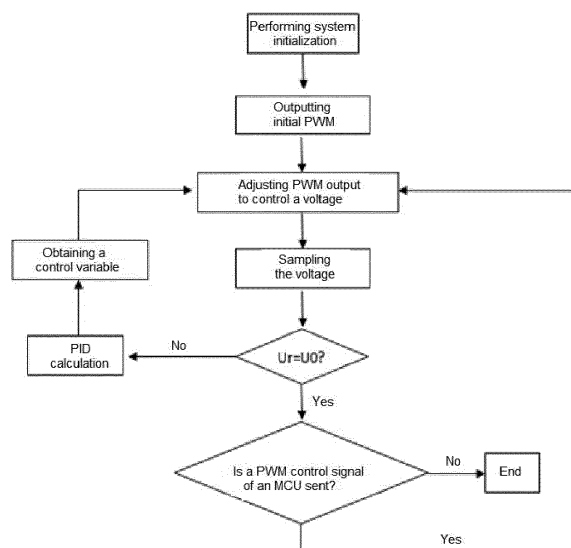 Performing system
initialization
Outputting
initial PWM
Adjusting PWM output
to control a voltage
Obtaining a
control variable
Sampling
the voltage
PID
calculation
No
Ur=U0?
Yes
Is a PWM control signal
of an MCU sent?
No
End
Yes